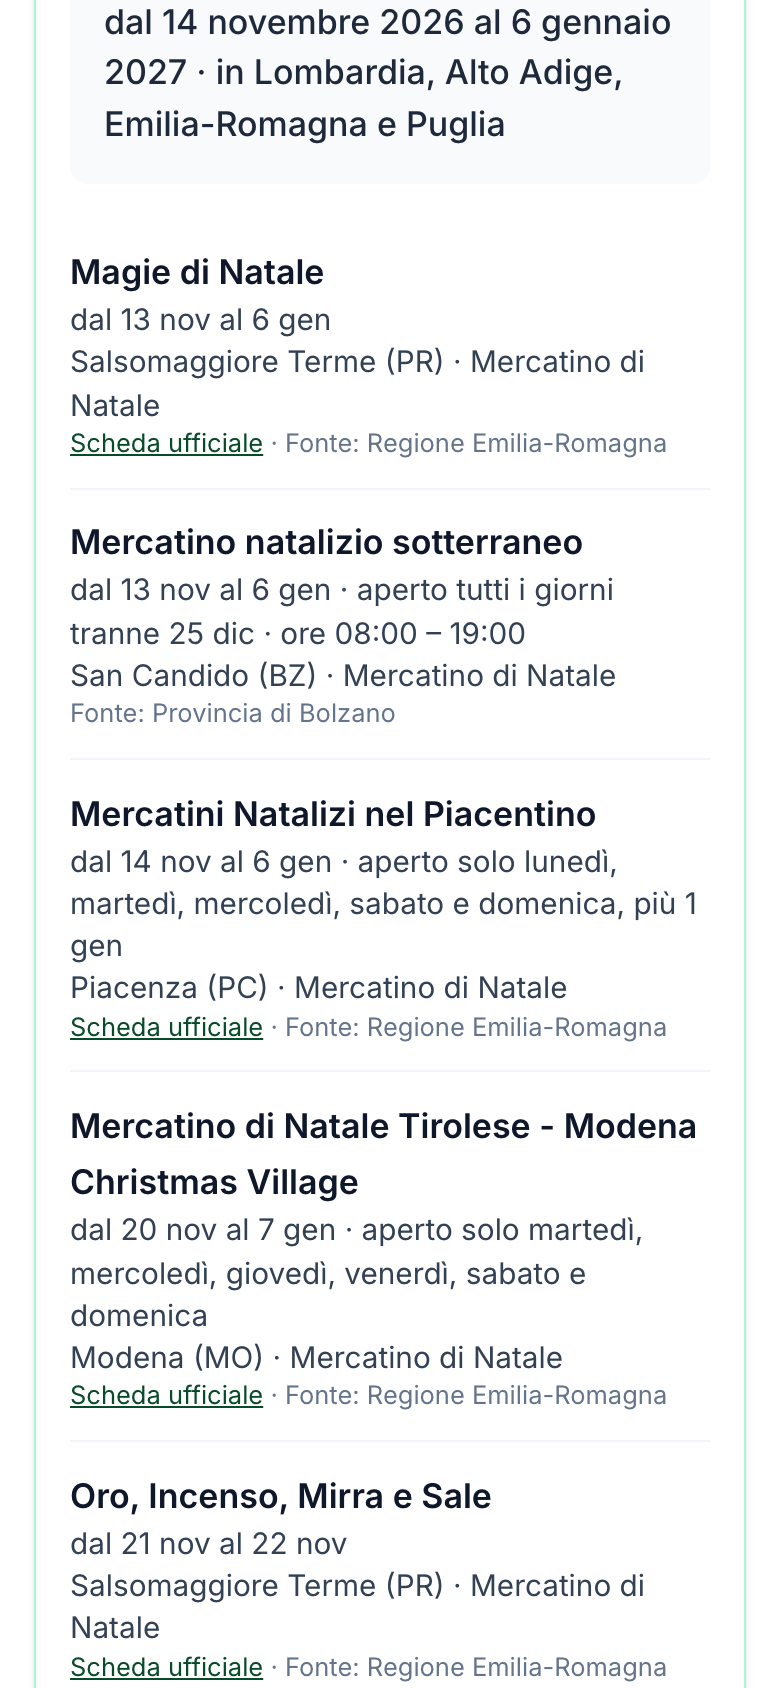 dal 14 novembre 2026 al 6 gennaio
2027 · in Lombardia, Alto Adige,
Emilia-Romagna e Puglia
Magie di Natale
dal 13 nov al 6 gen
Salsomaggiore Terme (PR) · Mercatino di
Natale
Scheda ufficiale · Fonte: Regione Emilia-Romagna
Mercatino natalizio sotterraneo
dal 13 nov al 6 gen · aperto tutti i giorni
tranne 25 dic · ore 08:00 – 19:00
San Candido (BZ) · Mercatino di Natale
Fonte: Provincia di Bolzano
Mercatini Natalizi nel Piacentino
dal 14 nov al 6 gen · aperto solo lunedì,
martedì, mercoledì, sabato e domenica, più 1
gen
Piacenza (PC) · Mercatino di Natale
Scheda ufficiale · Fonte: Regione Emilia-Romagna
Mercatino di Natale Tirolese - Modena
Christmas Village
dal 20 nov al 7 gen · aperto solo martedì,
mercoledì, giovedì, venerdì, sabato e
domenica
Modena (MO) · Mercatino di Natale
Scheda ufficiale · Fonte: Regione Emilia-Romagna
Oro, Incenso, Mirra e Sale
dal 21 nov al 22 nov
Salsomaggiore Terme (PR) · Mercatino di
Natale
Scheda ufficiale · Fonte: Regione Emilia-Romagna